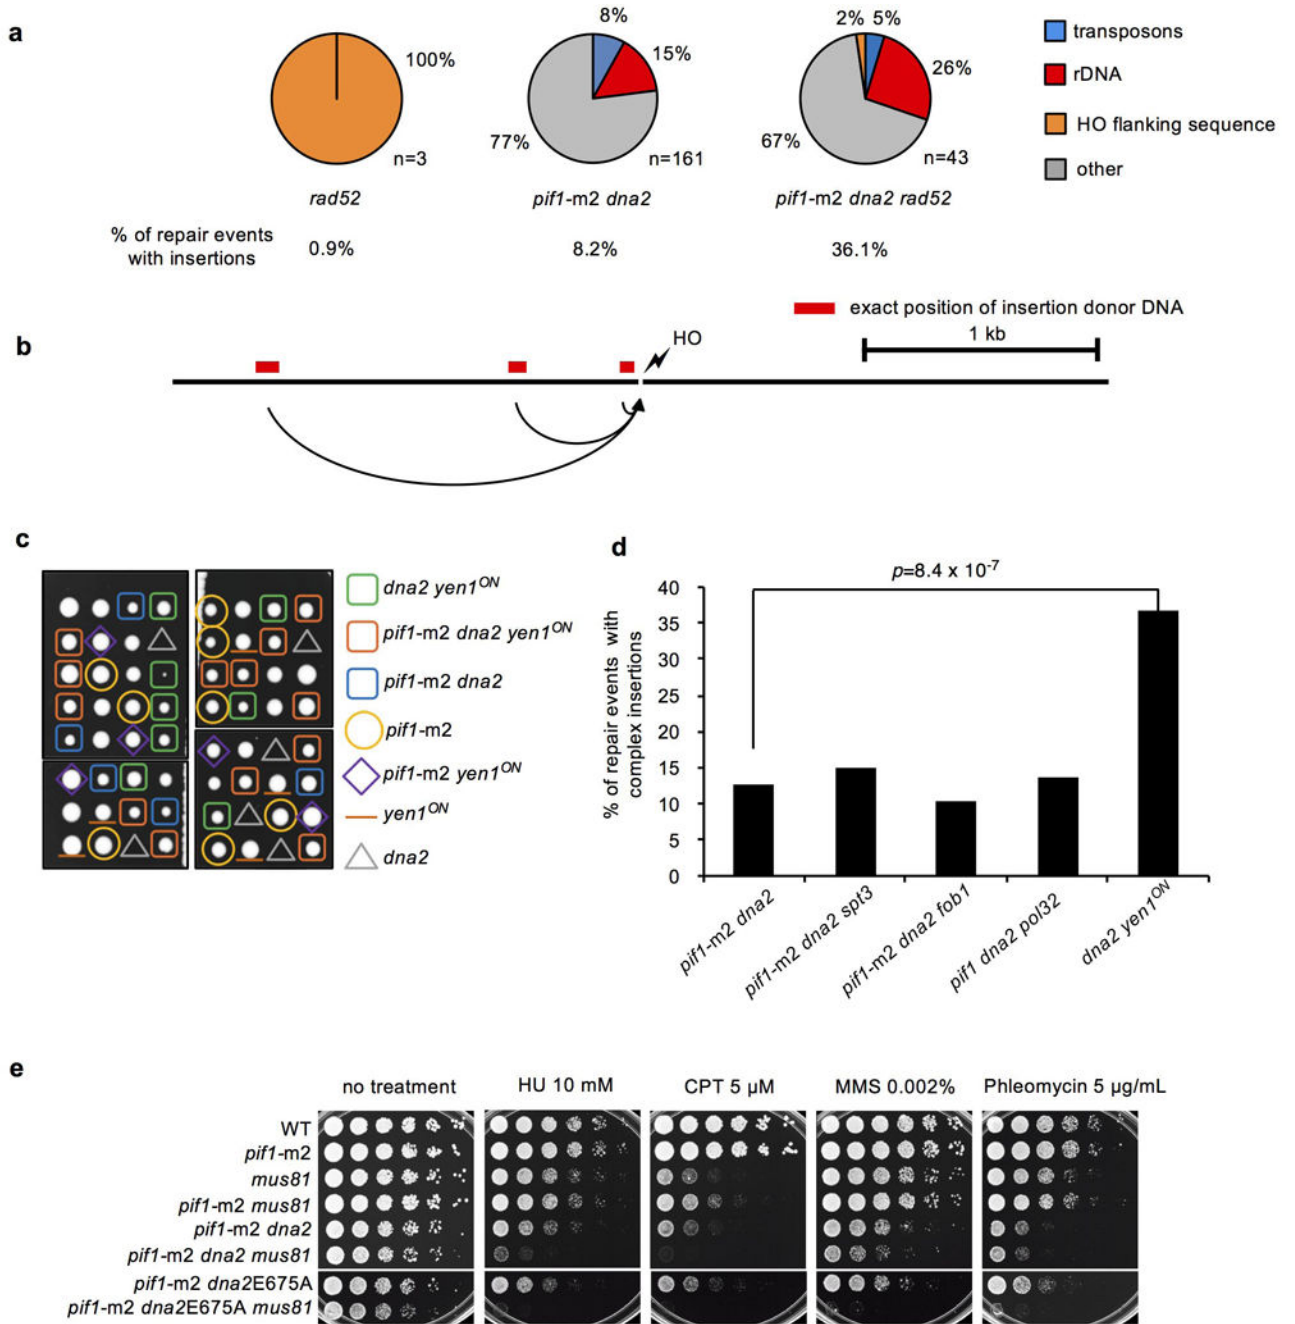 a
100%
n=3
rad52
8%
15%
77%
n=161
pif1-m2 dna2
2%
5%
26%
67%
n=43
pif1-m2 dna2 rad52
transposons
rDNA
HO flanking sequence
other
% of repair events
with insertions
0.9%
8.2%
36.1%
b
exact position of insertion donor DNA
1 kb
HO
c
dna2 yen1ON
pif1-m2 dna2 yen1ON
pif1-m2 dna2
pif1-m2
pif1-m2 yen1ON
yen1ON
dna2
d
p=8.4 x 10-7
% of repair events with
complex insertions
40
35
30
25
20
15
10
5
0
pif1-m2 dna2
pif1-m2 dna2 spt3
pif1-m2 dna2 fob1
pif1 dna2 pol32
dna2 yen1ON
e
no treatment
HU 10 mM
CPT 5 µM
MMS 0.002%
Phleomycin 5 µg/mL
WT
pif1-m2
mus81
pif1-m2 mus81
pif1-m2 dna2
pif1-m2 dna2 mus81
pif1-m2 dna2E675A
pif1-m2 dna2E675A mus81